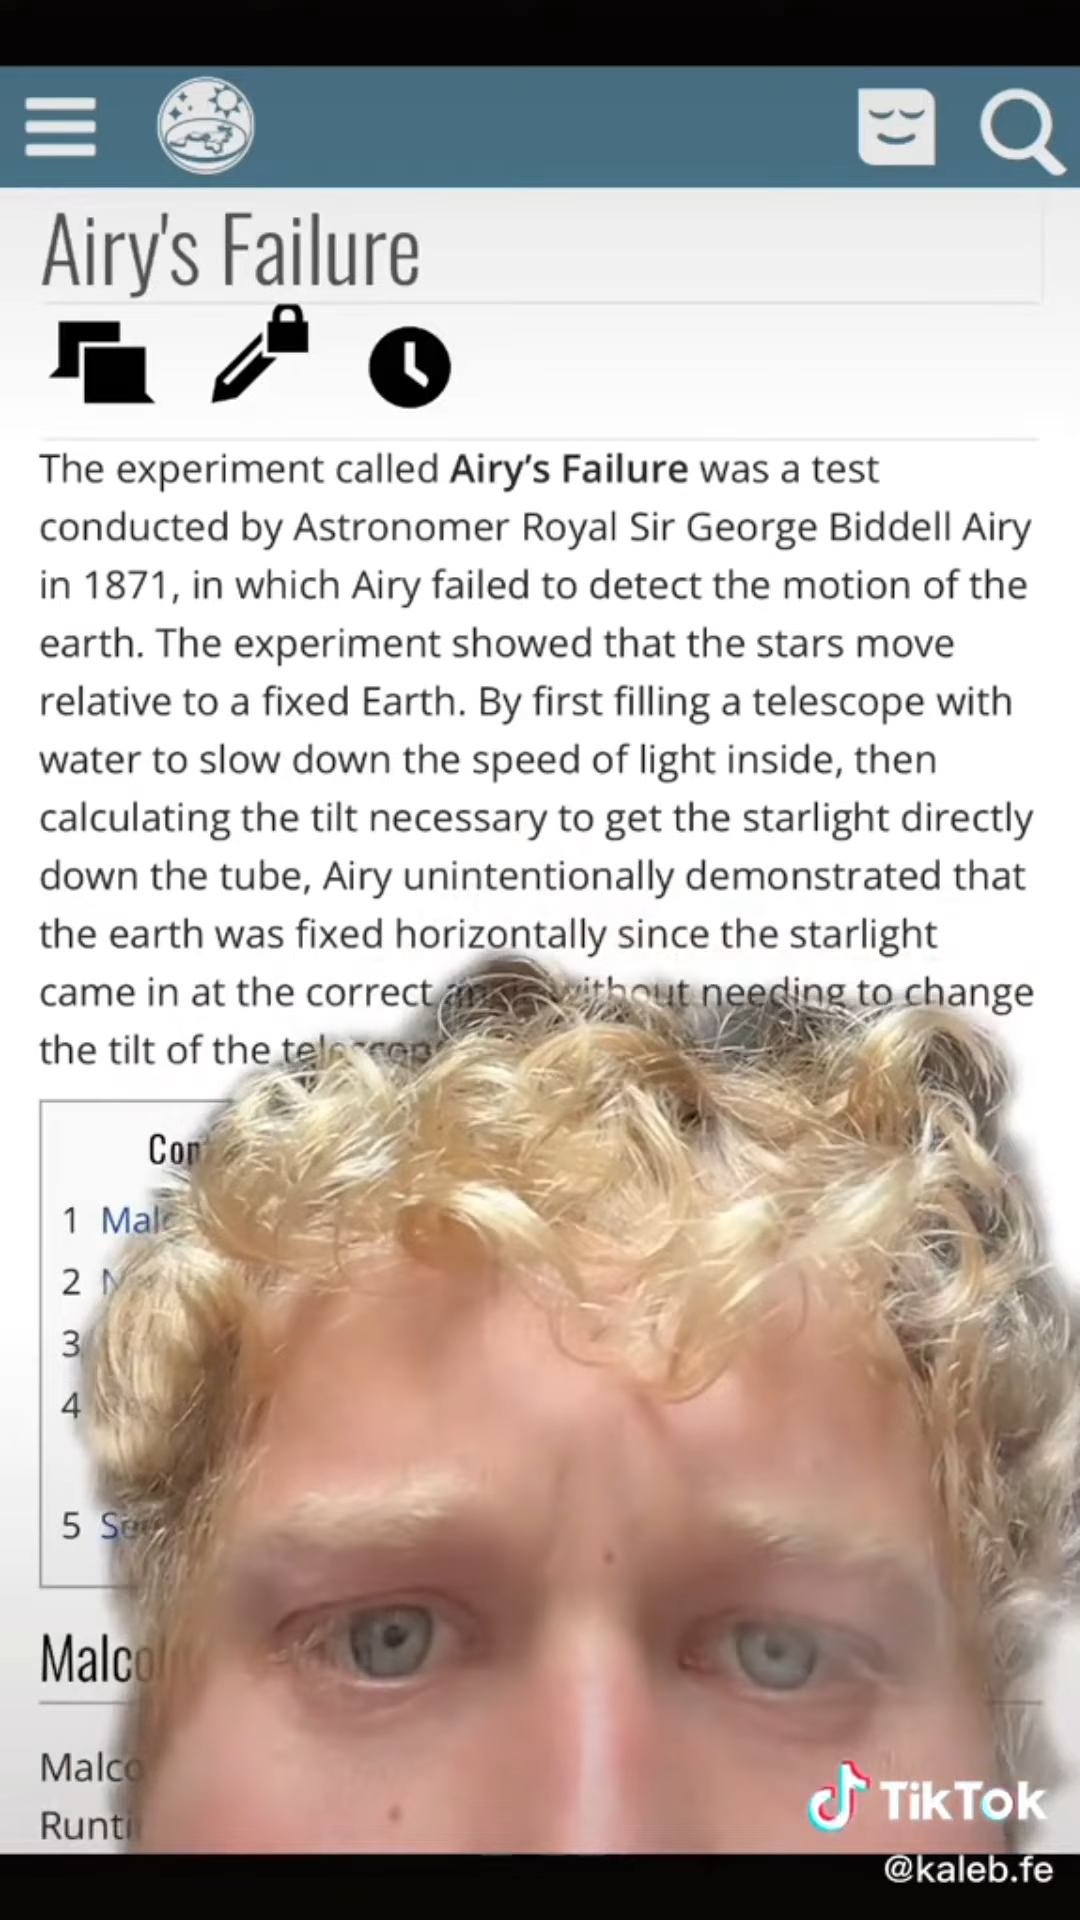 Airy's Failure
The experiment called Airy’s Failure was a test
conducted by Astronomer Royal Sir George Biddell Airy
in 1871, in which Airy failed to detect the motion of the
earth. The experiment showed that the stars move
relative to a fixed Earth. By first filling a telescope with
water to slow down the speed of light inside, then
calculating the tilt necessary to get the starlight directly
down the tube, Airy unintentionally demonstrated that
the earth was fixed horizontally since the starlight
came in at the correct without needing to change
the tilt of the
1
2
3
4
5
TikTok
@kaleb.fe